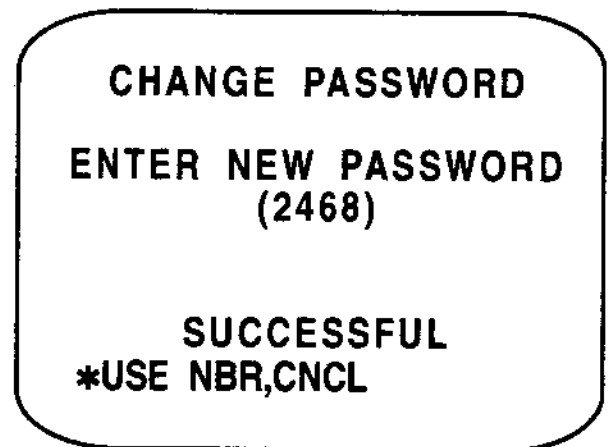 CHANGE PASSWORD
ENTER NEW PASSWORD
(2468)
SUCCESSFUL
*USE NBR,CNCL